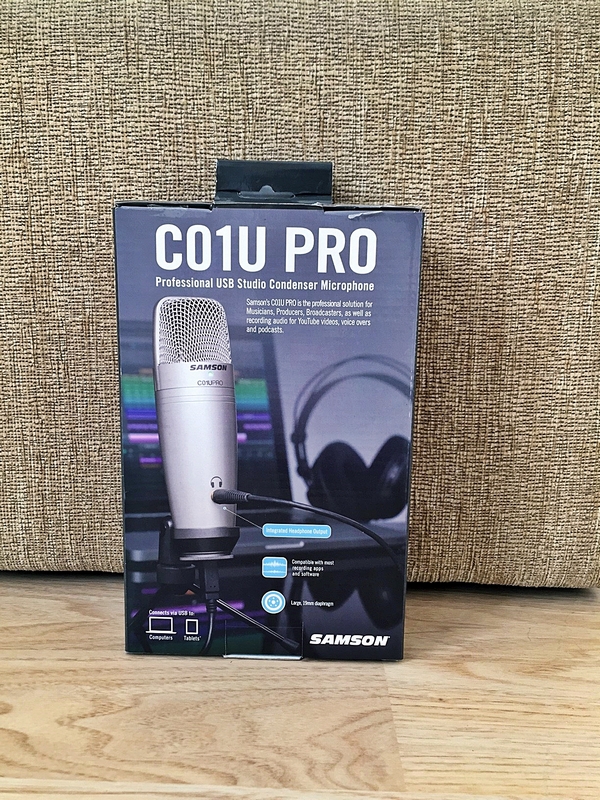 C01U PRO
Professional USB Studio Condenser Microphone
Samson's C01U PRO is the professional solution for
Musicians, Producers, Broadcasters, as well as
recording audio for YouTube videos, voice overs
and podcasts.
SAMSON
C01UPRO
Integrated Headphone Output
Compatible with most
recording apps
and software
Large, 19mm diaphragm
Connects via USB to:
Computers
Tablets*
SAMSON